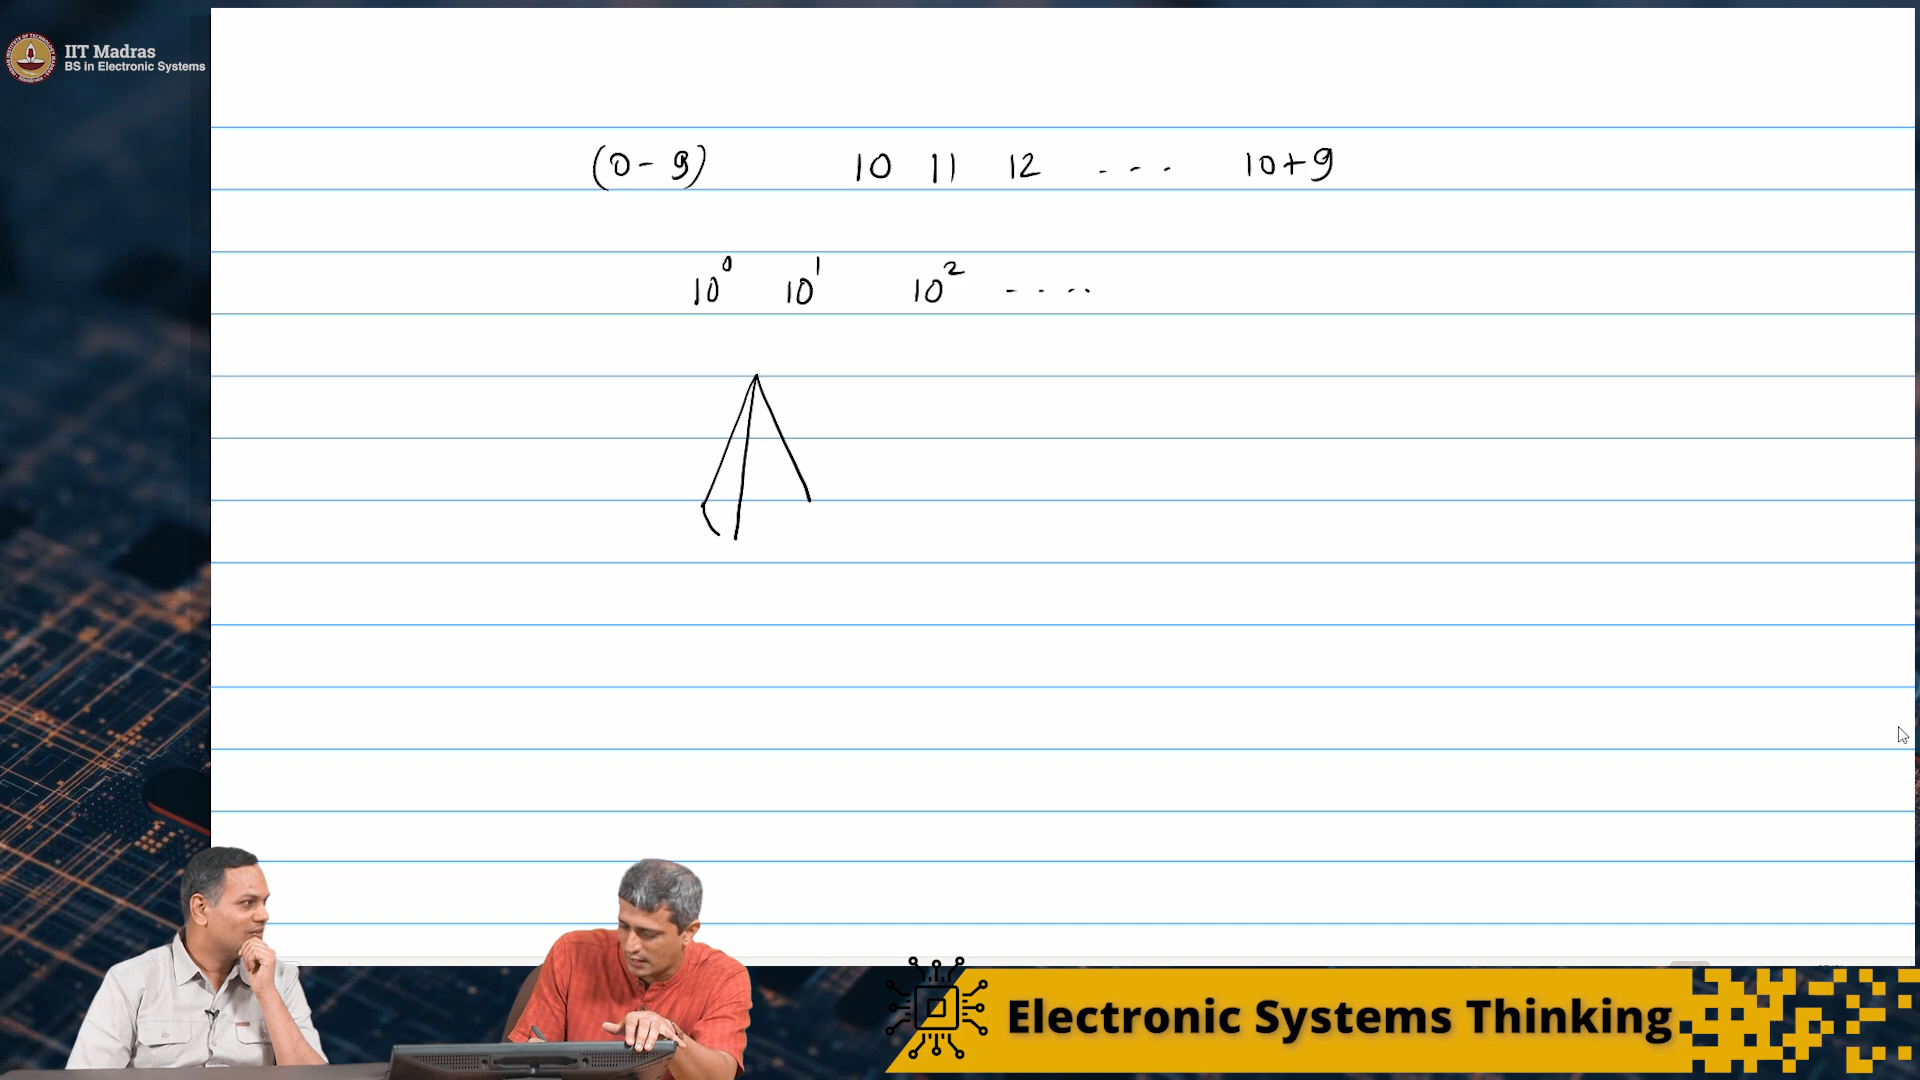 IIT Madras
BS in Electronic Systems
(0 - 9) 10 11 12 - - - 10+9
10⁰ 10¹ 10² - - - -
Electronic Systems Thinking